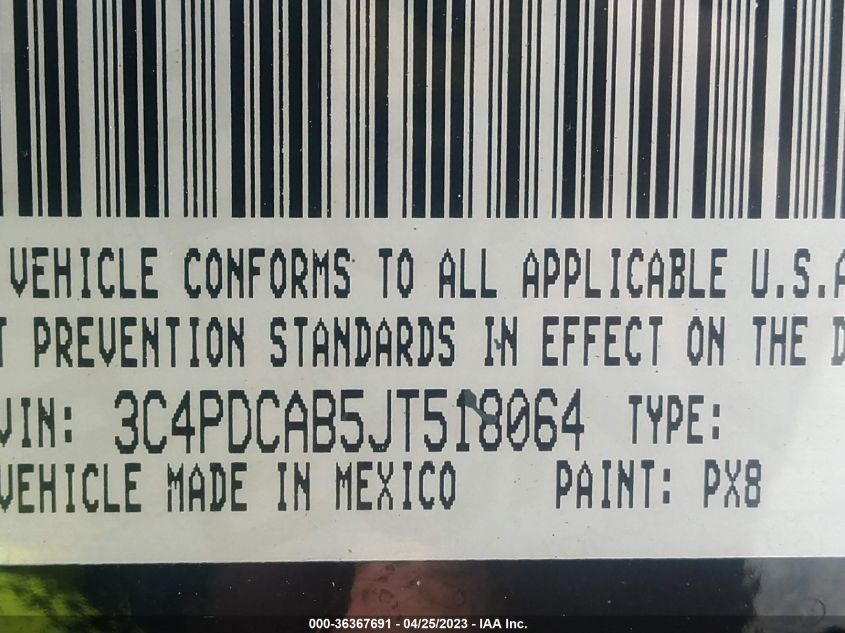 VEHICLE CONFORMS TO ALL APPLICABLE U.S.A
T PREVENTION STANDARDS IN EFFECT ON THE D
VIN: 3C4PDCAB5JT518064 TYPE:
VEHICLE MADE IN MEXICO PAINT: PX8
000-36367691 - 04/25/2023 - IAA Inc.